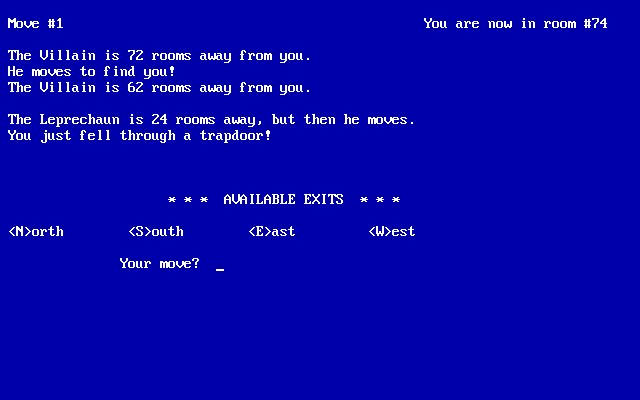 Move #1 You are now in room #74
The Villain is 72 rooms away from you.
He moves to find you!
The Villain is 62 rooms away from you.
The Leprechaun is 24 rooms away, but then he moves.
You just fell through a trapdoor!
* * * AVAILABLE EXITS * * *
<N>orth <S>outh <E>ast <W>est
Your move? _